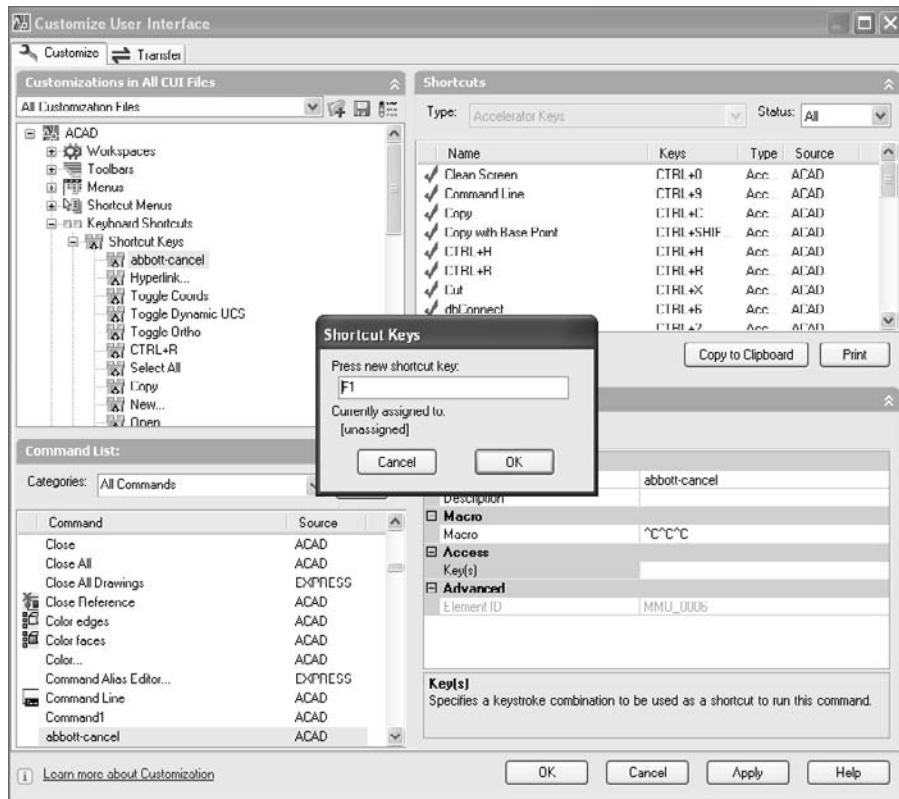 Customize User Interface
Customize
Transfer
Customizations in All CUI Files
All Customization Files
ACAD
Workspaces
Toolbars
Menus
Shortcut Menus
Keyboard Shortcuts
Shortcut Keys
abbott-cancel
Hyperlink...
Toggle Coords
Toggle Dynamic UCS
Toggle Ortho
CTRL+R
Select All
Copy
New...
Open
Shortcuts
Type: Accelerator Keys Status: All
Name Keys Type Source
Clean Screen CTRL+0 Acc... ACAD
Command Line CTRL+9 Acc... ACAD
Copy CTRL+C Acc... ACAD
Copy with Base Point CTRL+SHIF... Acc... ACAD
CTRL+H CTRL+H Acc... ACAD
CTRL+R CTRL+R Acc... ACAD
Cut CTRL+X Acc... ACAD
dbConnect CTRL+6 Acc... ACAD
CTRL+2 Acc... ACAD
Copy to Clipboard Print
Shortcut Keys
Press new shortcut key:
F1
Currently assigned to:
[unassigned]
Cancel OK
Command List:
Categories: All Commands
Command Source
Close ACAD
Close All ACAD
Close All Drawings EXPRESS
Close Reference ACAD
Color edges ACAD
Color faces ACAD
Color... ACAD
Command Alias Editor... EXPRESS
Command Line ACAD
Command1 ACAD
abbott-cancel ACAD
abbott-cancel
Description
Macro
Macro ^C^C^C
Access
Key(s)
Advanced
Element ID MMU_0006
Key(s)
Specifies a keystroke combination to be used as a shortcut to run this command.
Learn more about Customization
OK Cancel Apply Help